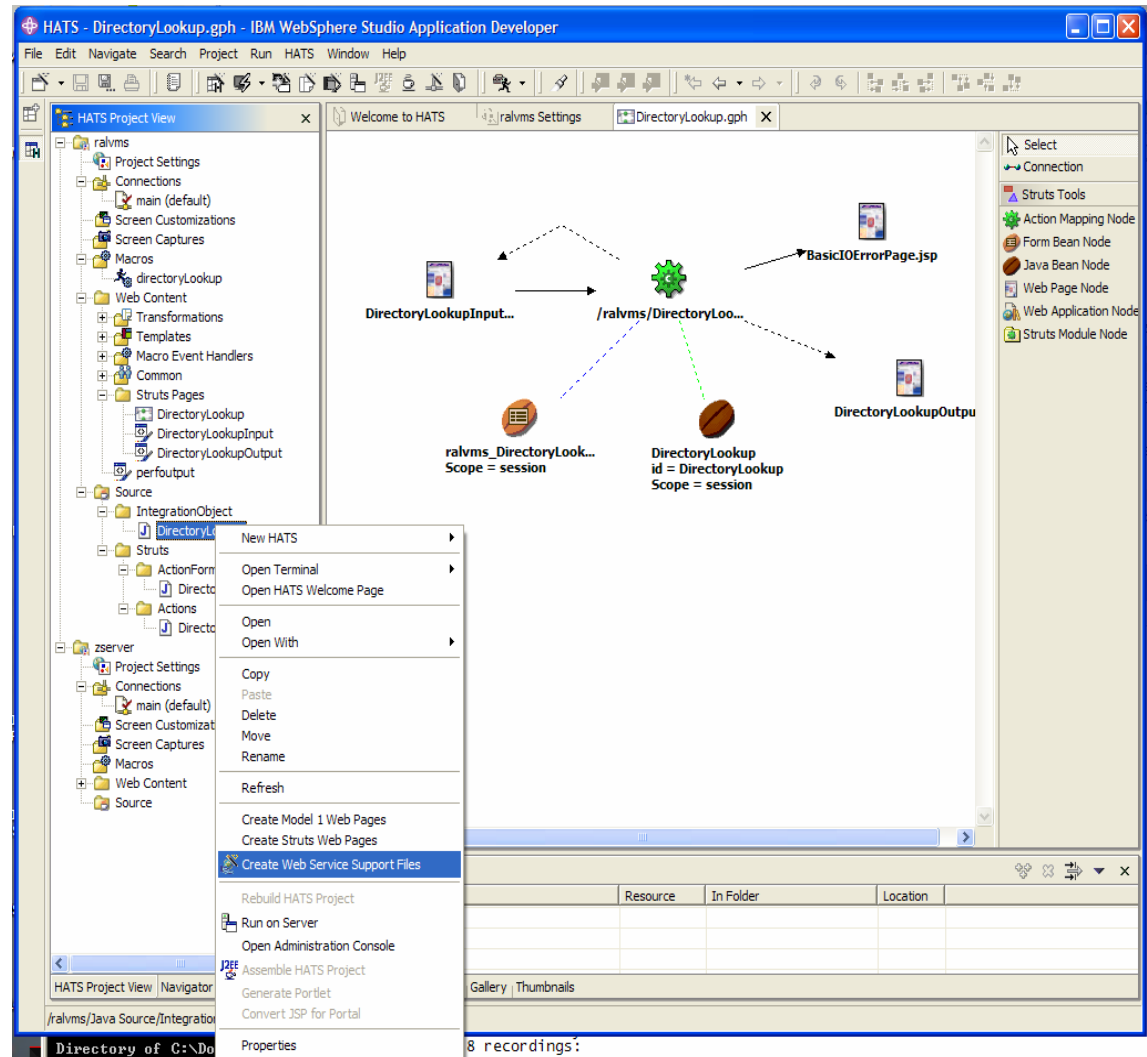 HATS - DirectoryLookup.gph - IBM WebSphere Studio Application Developer
File Edit Navigate Search Project Run HATS Window Help
HATS Project View
Welcome to HATS
ralvms Settings
DirectoryLookup.gph
ralvms
Project Settings
Connections
main (default)
Screen Customizations
Screen Captures
Macros
directoryLookup
Web Content
Transformations
Templates
Macro Event Handlers
Common
Struts Pages
DirectoryLookup
DirectoryLookupInput
DirectoryLookupOutput
perfoutput
Source
IntegrationObject
DirectoryLo
Struts
ActionForm
Directo
Actions
Directo
zserver
Project Settings
Connections
main (default)
Screen Customizat
Screen Captures
Macros
Web Content
Source
BasicIOErrorPage.jsp
DirectoryLookupInput...
/ralvms/DirectoryLoo...
DirectoryLookupOutpu
ralvms_DirectoryLook...
Scope = session
DirectoryLookup
id = DirectoryLookup
Scope = session
Select
Connection
Struts Tools
Action Mapping Node
Form Bean Node
Java Bean Node
Web Page Node
Web Application Node
Struts Module Node
New HATS
Open Terminal
Open HATS Welcome Page
Open
Open With
Copy
Paste
Delete
Move
Rename
Refresh
Create Model 1 Web Pages
Create Struts Web Pages
Create Web Service Support Files
Rebuild HATS Project
Run on Server
Open Administration Console
J2EE
Assemble HATS Project
Generate Portlet
Convert JSP for Portal
Properties
Resource In Folder Location
HATS Project View Navigator
Gallery Thumbnails
/ralvms/Java Source/Integration
Directory of C:\Do
8 recordings: